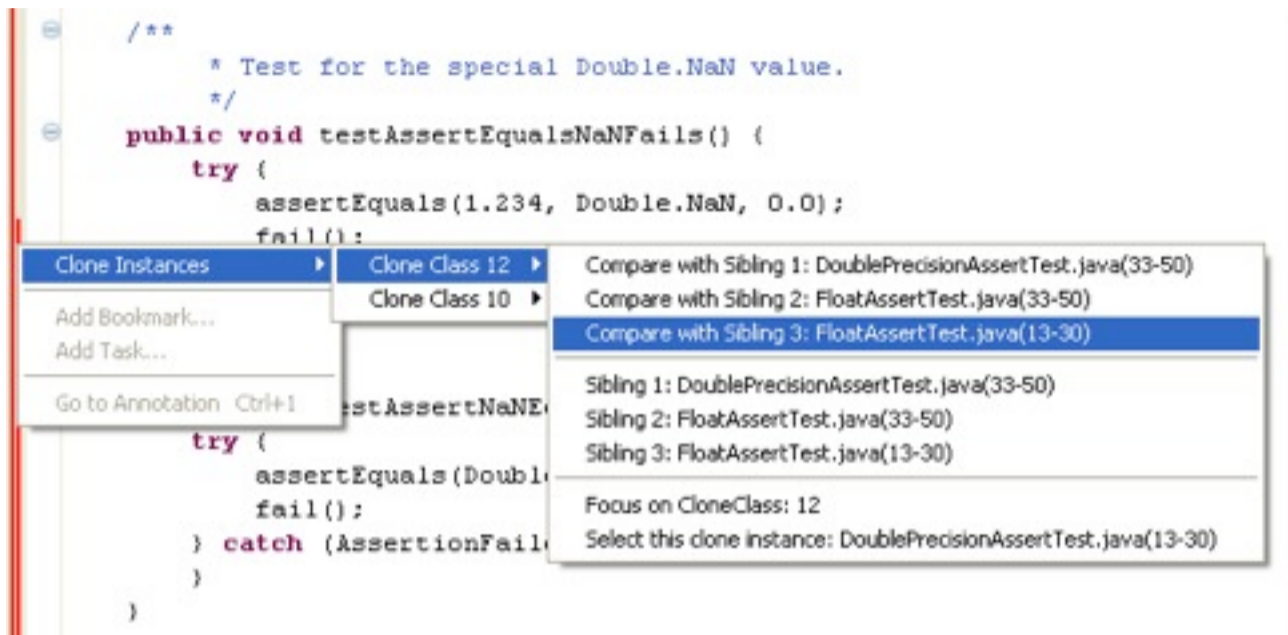 /**
* Test for the special Double.NaN value.
*/
public void testAssertEqualsNaNFails() {
try {
assertEquals(1.234, Double.NaN, 0.0);
fail();
Clone Instances
Add Bookmark...
Add Task...
Go to Annotation Ctrl+1
Clone Class 12
Clone Class 10
Compare with Sibling 1: DoublePrecisionAssertTest.java(33-50)
Compare with Sibling 2: FloatAssertTest.java(33-50)
Compare with Sibling 3: FloatAssertTest.java(13-30)
Sibling 1: DoublePrecisionAssertTest.java(33-50)
Sibling 2: FloatAssertTest.java(33-50)
Sibling 3: FloatAssertTest.java(13-30)
Focus on CloneClass: 12
Select this clone instance: DoublePrecisionAssertTest.java(13-30)
estAssertNaNE
try {
assertEquals(Double
fail();
} catch (AssertionFail
}
}